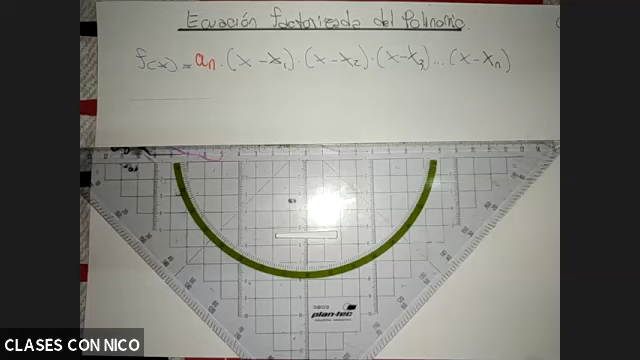 Ecuación factorizada del Polinomio.
f(x) = an · (x - x1) · (x - x2) · (x - x3) ... (x - xn)
plan-tec
CLASES CON NICO